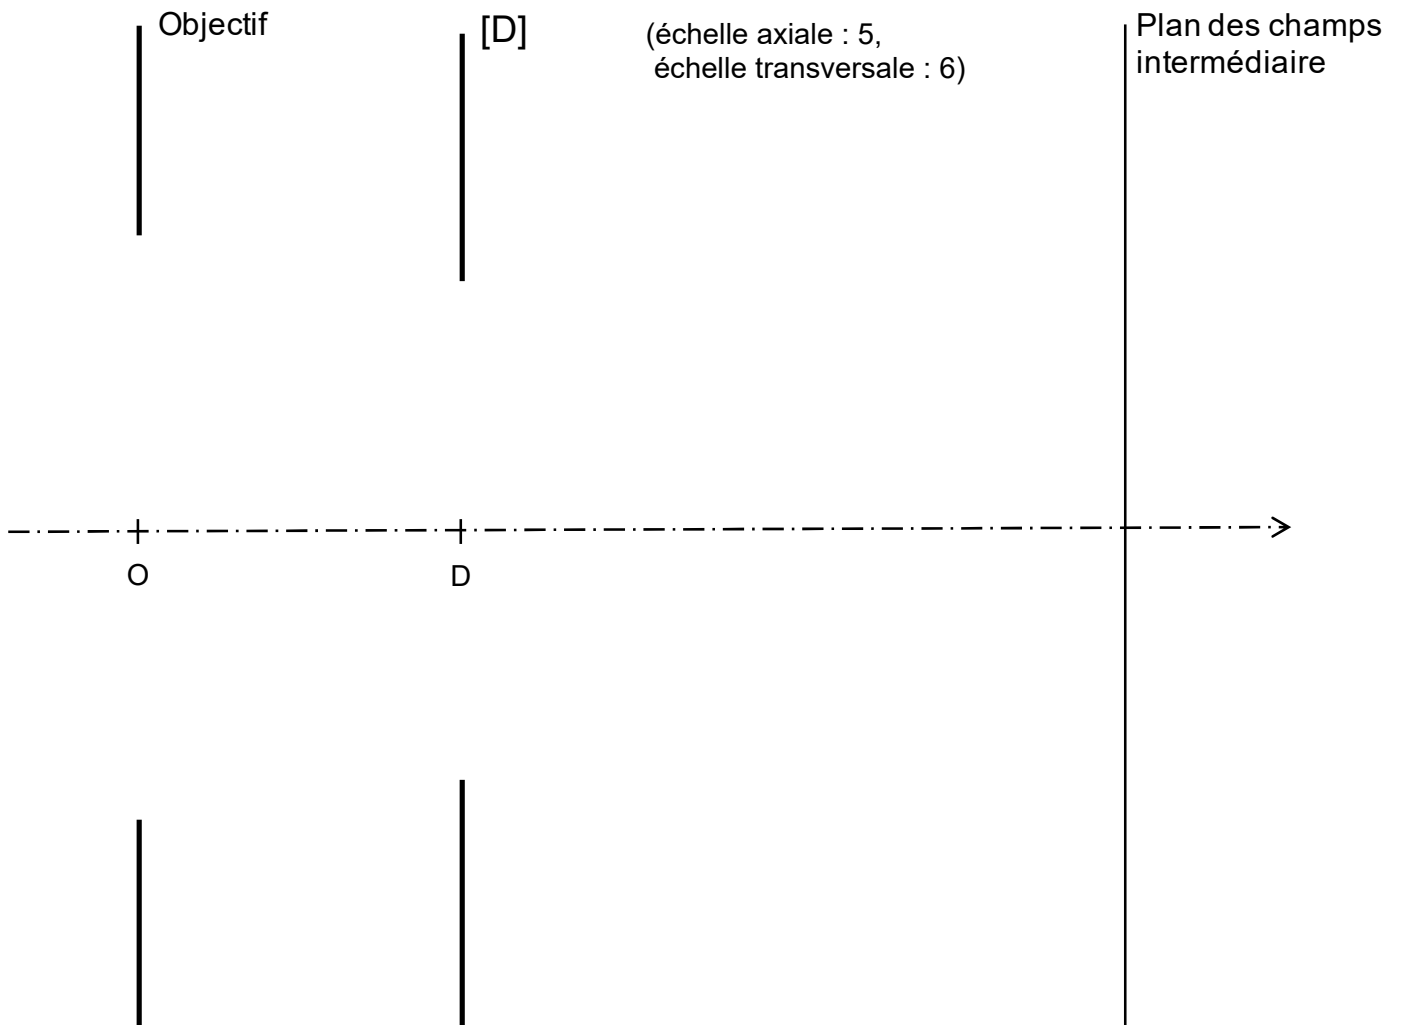 Objectif
[D]
(échelle axiale : 5,
échelle transversale : 6)
Plan des champs
intermédiaire
O
D